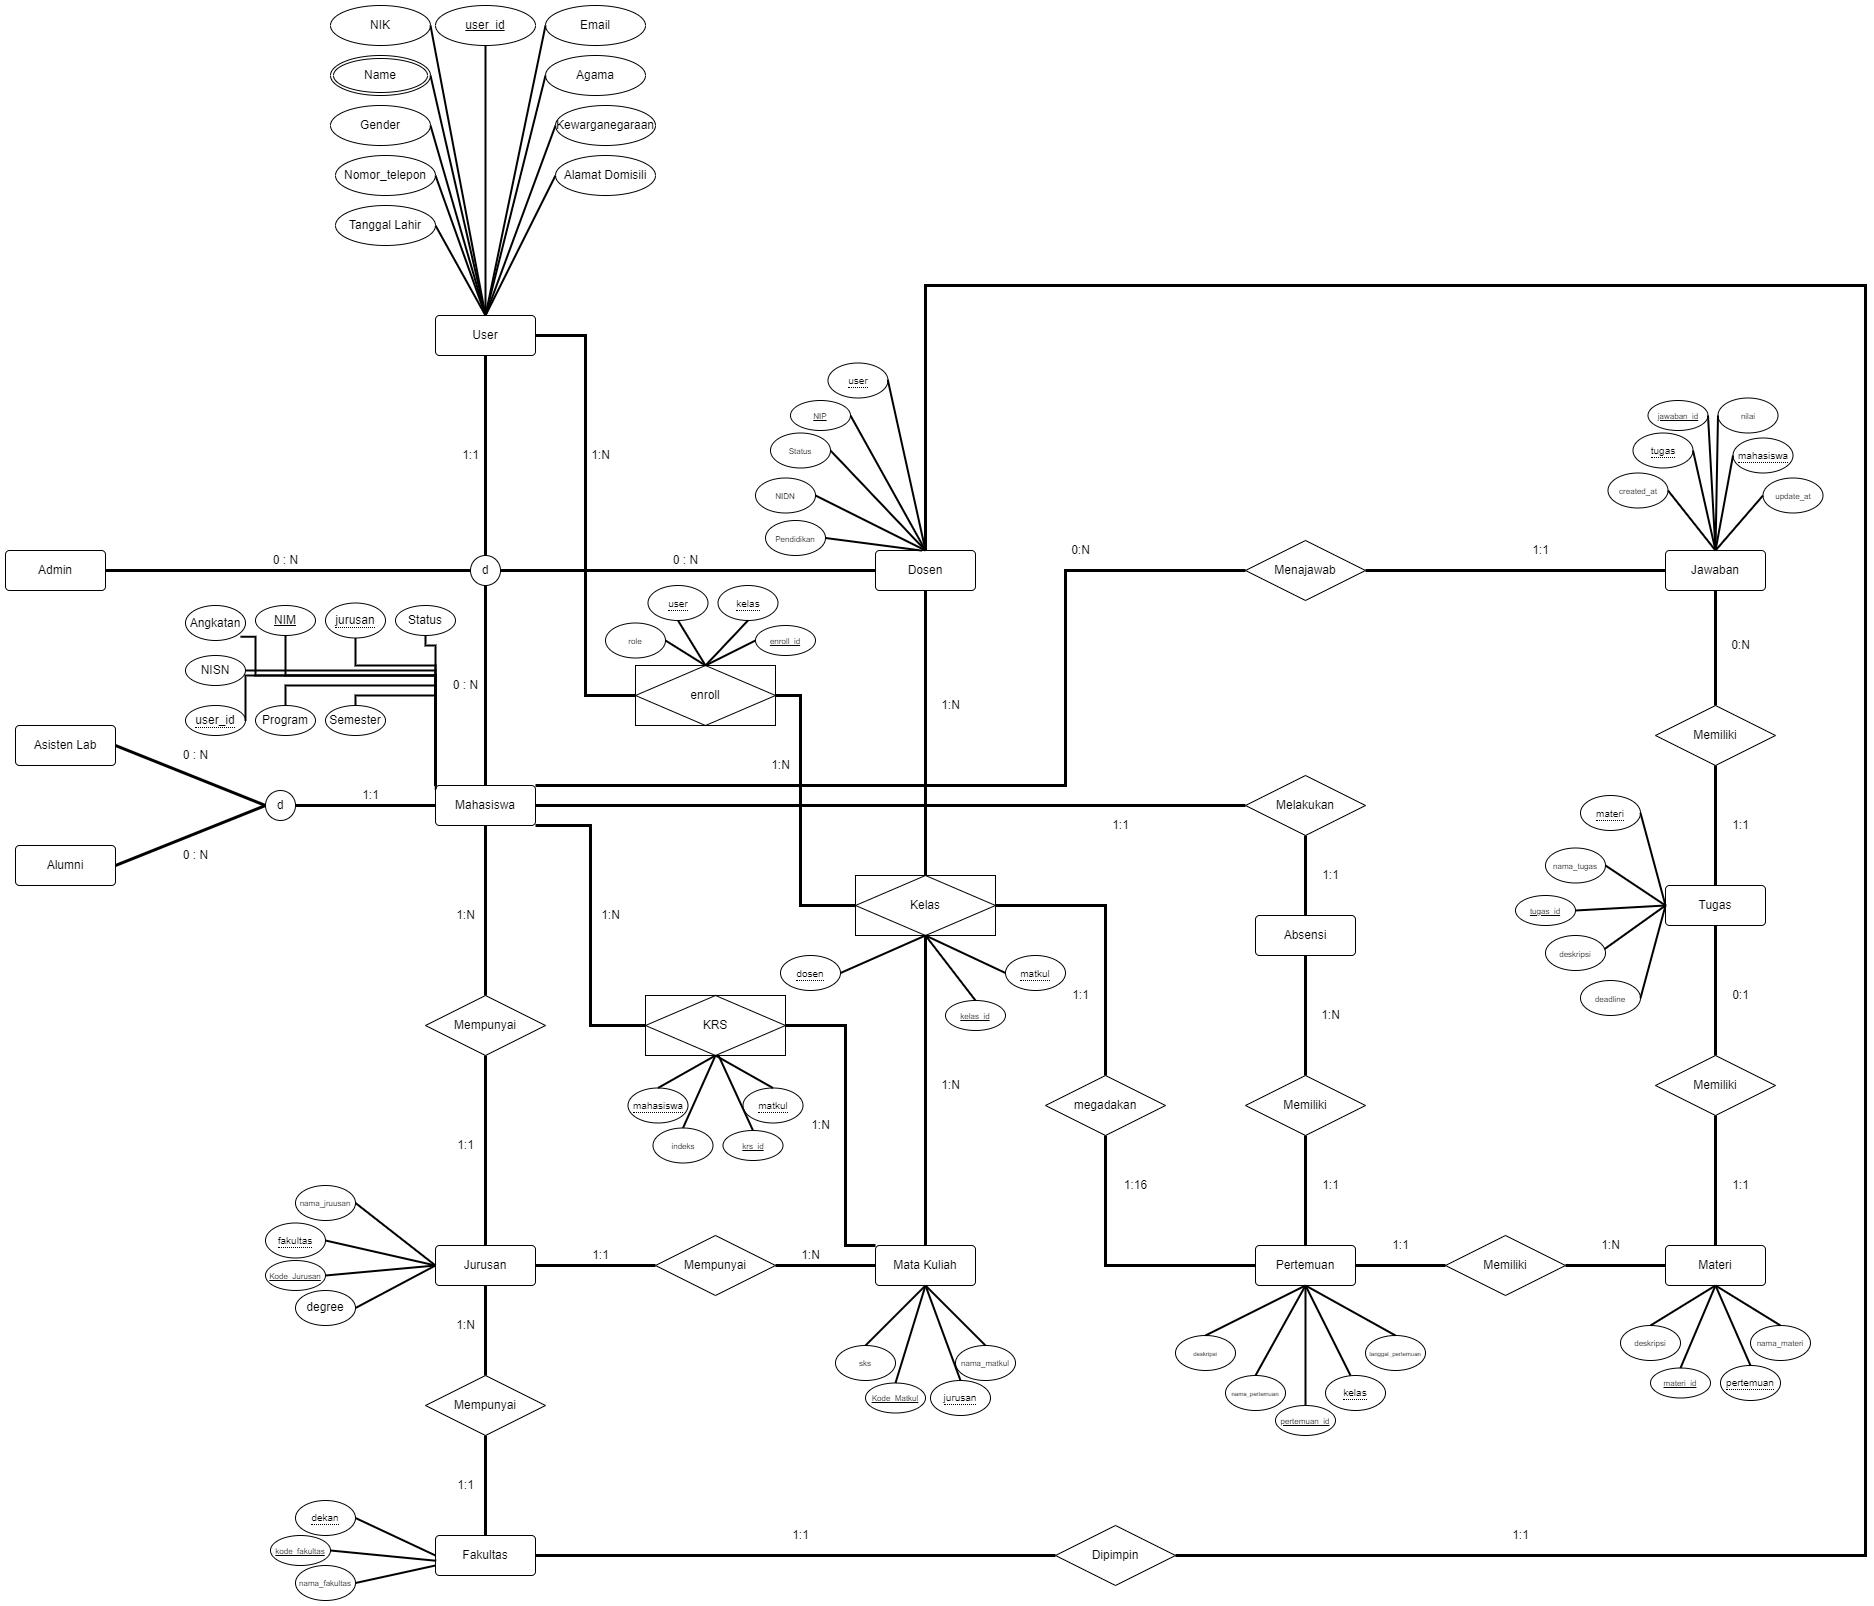 NIK
user_id
Email
Name
Agama
Gender
Kewarganegaraan
Nomor_telepon
Alamat Domisili
Tanggal Lahir
User
1:1
1:N
user
NIP
Status
NIDN
Pendidikan
jawaban_id
nilai
tugas
mahasiswa
created_at
update_at
Admin
0 : N
d
0 : N
Dosen
0:N
Menajawab
1:1
Jawaban
Angkatan
NIM
jurusan
Status
user
kelas
role
enroll_id
NISN
0 : N
enroll
0:N
user_id
Program
Semester
1:N
Memiliki
Asisten Lab
0 : N
1:N
d
1:1
Mahasiswa
Melakukan
1:1
1:1
materi
Alumni
0 : N
nama_tugas
1:1
tugas_id
Tugas
Kelas
1:N
1:N
Absensi
deskripsi
deadline
dosen
matkul
kelas_id
1:1
1:N
0:1
Mempunyai
KRS
1:N
Memiliki
mahasiswa
matkul
indeks
krs_id
1:N
megadakan
Memiliki
1:1
1:16
1:1
1:1
nama_jruusan
fakultas
Kode_Jurusan
degree
Jurusan
1:1
Mempunyai
1:N
Mata Kuliah
Pertemuan
1:1
Memiliki
1:N
Materi
1:N
sks
nama_matkul
Kode_Matkul
jurusan
deskripsi
tanggal_pertemuan
nama_pertemuan
kelas
pertemuan_id
deskripsi
nama_materi
materi_id
pertemuan
Mempunyai
1:1
dekan
kode_fakultas
nama_fakultas
Fakultas
1:1
Dipimpin
1:1